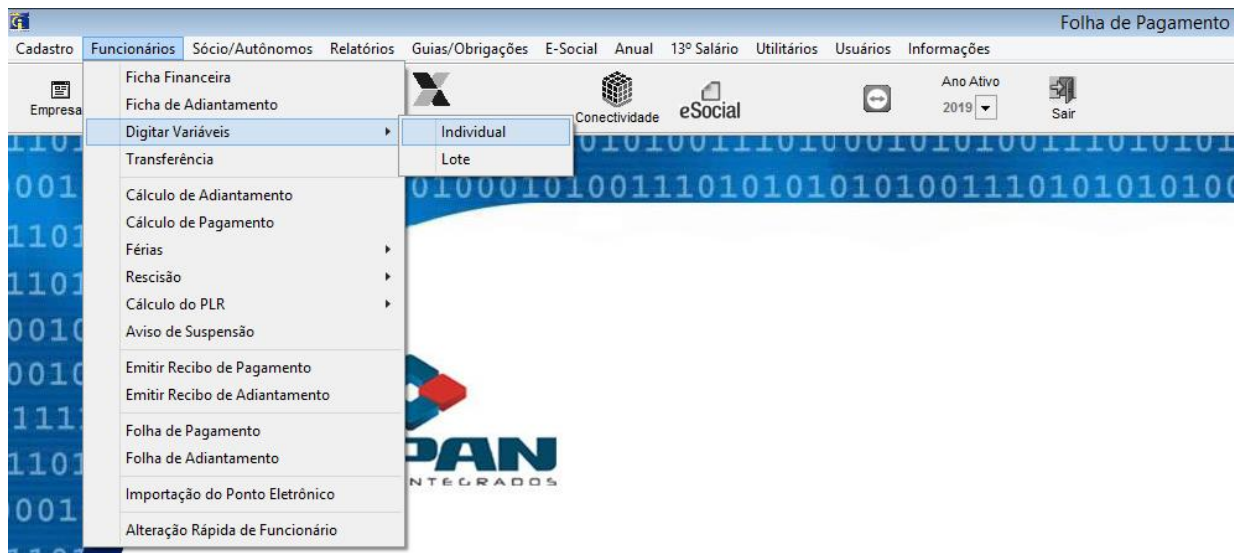 Folha de Pagamento
Cadastro Funcionários Sócio/Autônomos Relatórios Guias/Obrigações E-Social Anual 13º Salário Utilitários Usuários Informações
Empresa
Conectividade
eSocial
Ano Ativo
2019
Sair
Ficha Financeira
Ficha de Adiantamento
Digitar Variáveis
Individual
Lote
Transferência
Cálculo de Adiantamento
Cálculo de Pagamento
Férias
Rescisão
Cálculo do PLR
Aviso de Suspensão
Emitir Recibo de Pagamento
Emitir Recibo de Adiantamento
Folha de Pagamento
Folha de Adiantamento
Importação do Ponto Eletrônico
Alteração Rápida de Funcionário
PAN
NTEGRADOS